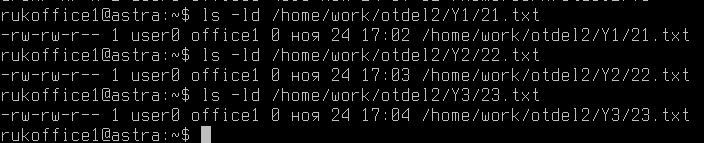 rukoffice1@astra:~$ ls -ld /home/work/otdel2/Y1/21.txt
-rw-rw-r-- 1 user0 office1 0 ноя 24 17:02 /home/work/otdel2/Y1/21.txt
rukoffice1@astra:~$ ls -ld /home/work/otdel2/Y2/22.txt
-rw-rw-r-- 1 user0 office1 0 ноя 24 17:03 /home/work/otdel2/Y2/22.txt
rukoffice1@astra:~$ ls -ld /home/work/otdel2/Y3/23.txt
-rw-rw-r-- 1 user0 office1 0 ноя 24 17:04 /home/work/otdel2/Y3/23.txt
rukoffice1@astra:~$